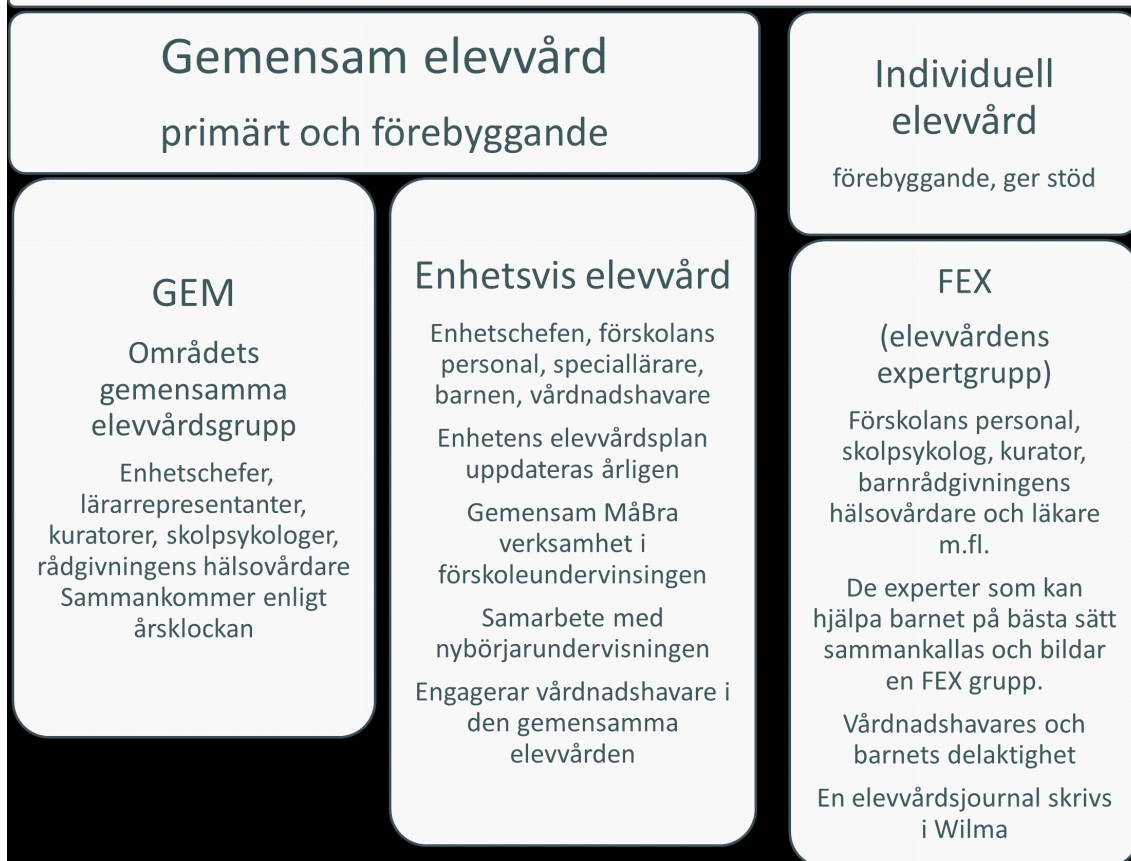 Gemensam elevvård
primärt och förebyggande
GEM
Områdets
gemensamma
elevvårdsgrupp
Enhetschefer,
lärarrepresentanter,
kuratorer, skolpsykologer,
rådgivningens hälsovårdare
Sammankommer enligt
årsklockan
Enhetsvis elevvård
Enhetschefen, förskolans
personal, speciallärare,
barnen, vårdnadshavare
Enhetens elevvårdsplan
uppdateras årligen
Gemensam MåBra
verksamhet i
förskoleundervinsingen
Samarbete med
nybörjarundervisningen
Engagerar vårdnadshavare i
den gemensamma
elevvården
Individuell
elevvård
förebyggande, ger stöd
FEX
(elevvårdens
expertgrupp)
Förskolans personal,
skolpsykolog, kurator,
barnrådgivningens
hälsovårdare och läkare
m.fl.
De experter som kan
hjälpa barnet på bästa sätt
sammankallas och bildar
en FEX grupp.
Vårdnadshavares och
barnets delaktighet
En elevvårdsjournal skrivs
i Wilma